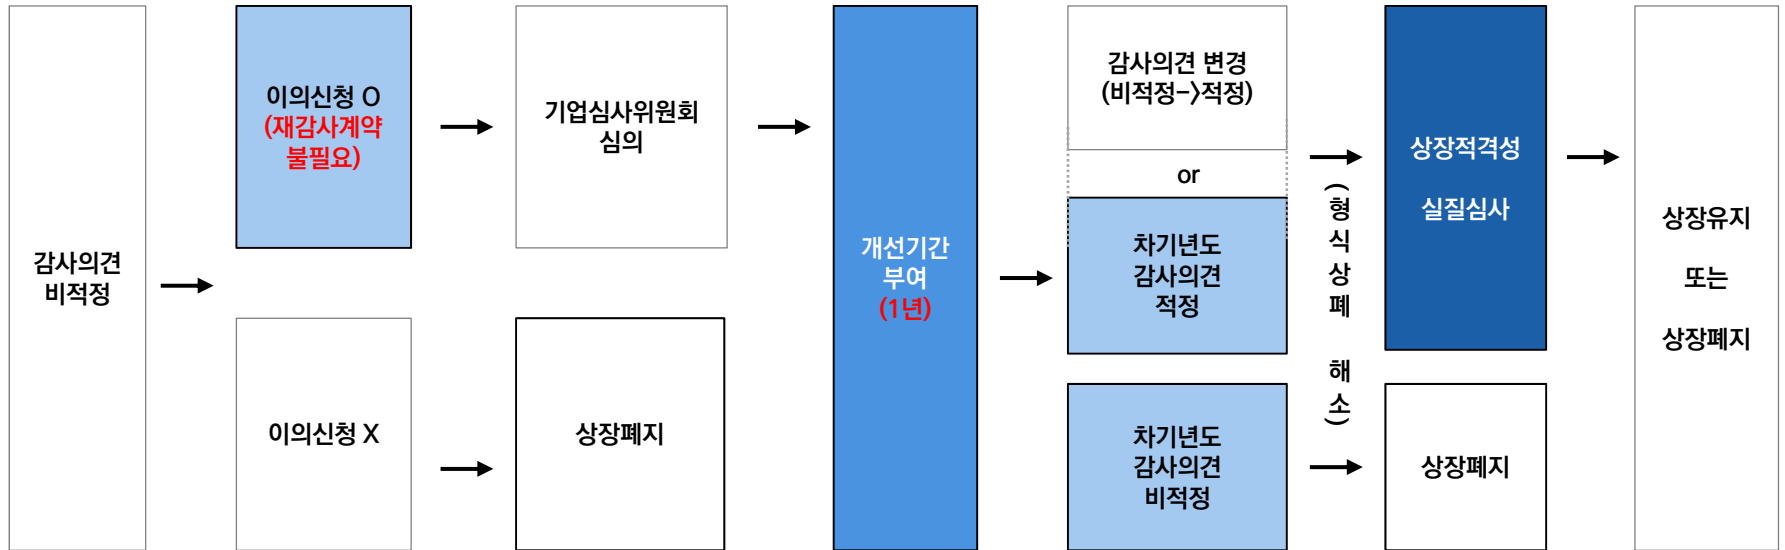 감사의견
비적정
이의신청 O
(재감사계약
불필요)
이의신청 X
기업심사위원회
심의
상장폐지
개선기간
부여
(1년)
감사의견 변경
(비적정->적정)
or
차기년도
감사의견
적정
차기년도
감사의견
비적정
(형식상폐 해소)
상장적격성
실질심사
상장폐지
상장유지
또는
상장폐지